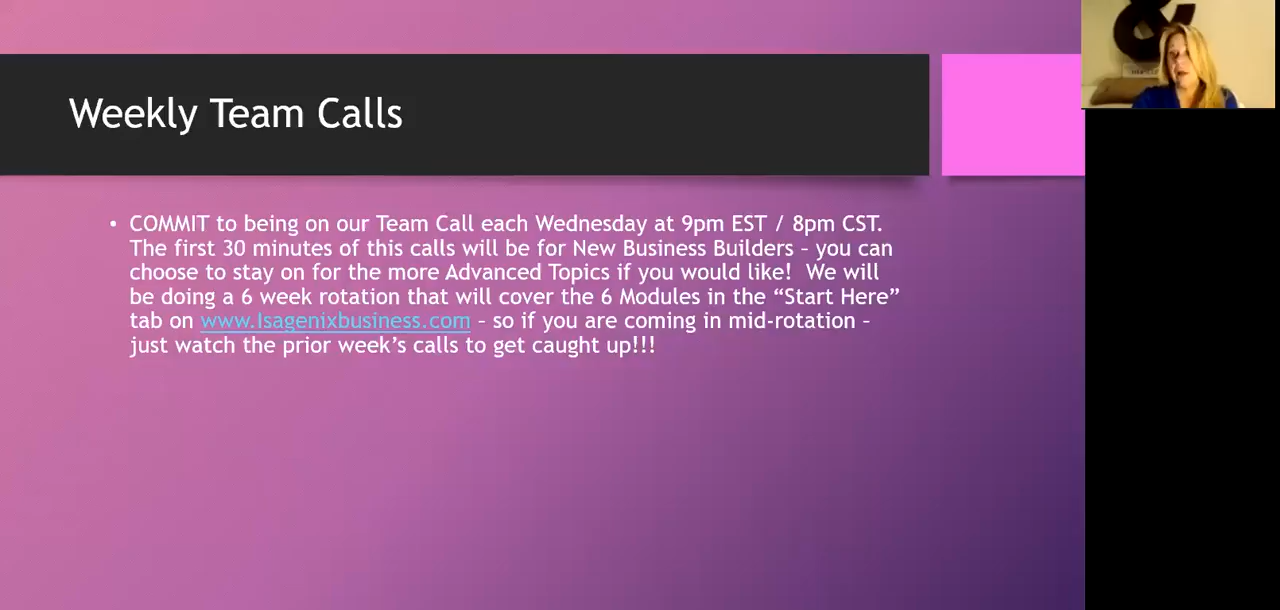 Weekly Team Calls
• COMMIT to being on our Team Call each Wednesday at 9pm EST / 8pm CST.
The first 30 minutes of this calls will be for New Business Builders – you can
choose to stay on for the more Advanced Topics if you would like!  We will
be doing a 6 week rotation that will cover the 6 Modules in the “Start Here”
tab on www.Isagenixbusiness.com – so if you are coming in mid-rotation –
just watch the prior week’s calls to get caught up!!!
&